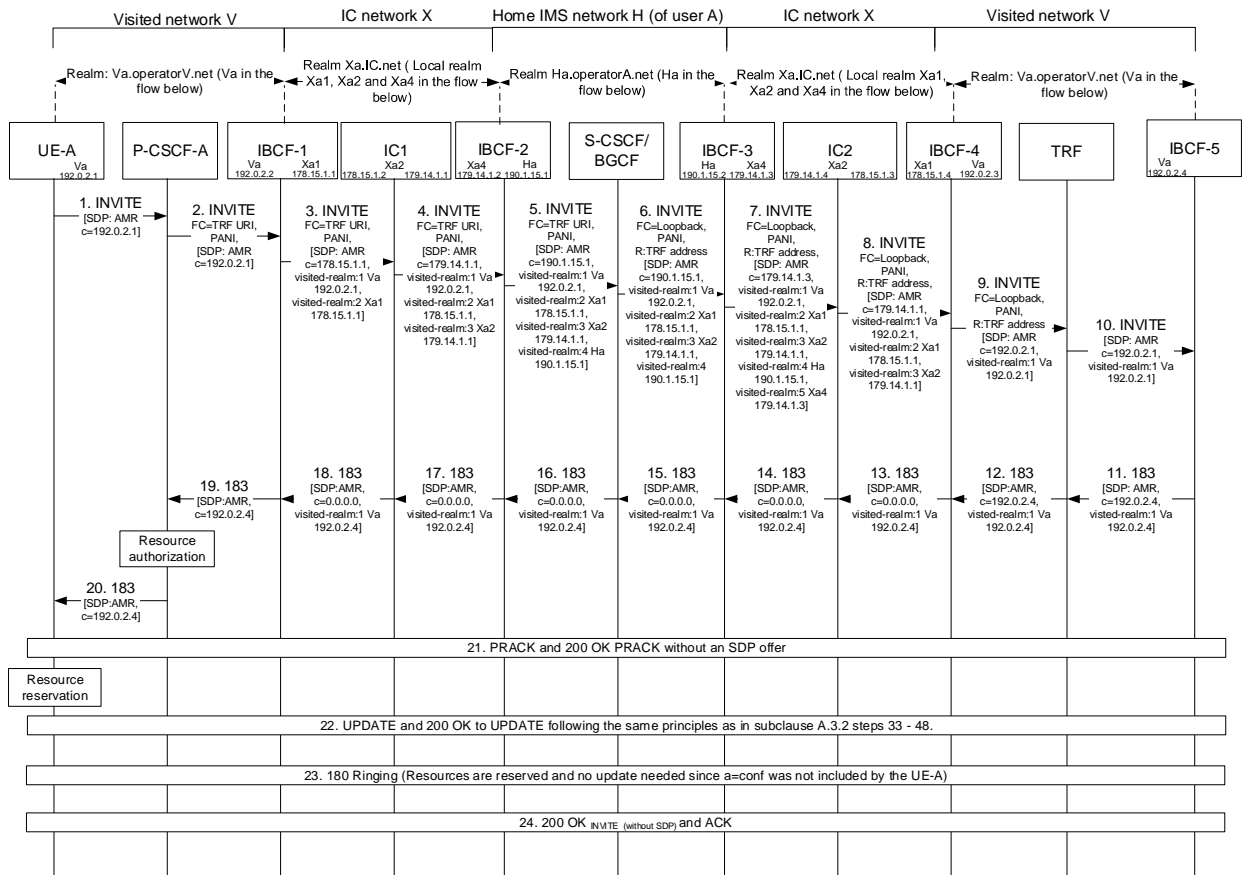 Visited network V
IC network X
Home IMS network H (of user A)
IC network X
Visited network V
Realm: Va.operatorV.net (Va in the
flow below)
Realm Xa.IC.net ( Local realm
Xa1, Xa2 and Xa4 in the flow
below)
Realm Ha.operatorA.net (Ha in the
flow below)
Realm Xa.IC.net ( Local realm Xa1,
Xa2 and Xa4 in the flow below)
Realm: Va.operatorV.net (Va in the
flow below)
UE-A
Va
192.0.2.1
P-CSCF-A
IBCF-1
Va Xa1
192.0.2.2 178.15.1.1
IC1
Xa2
178.15.1.2 179.14.1.1
IBCF-2
Xa4 Ha
179.14.1.2 190.1.15.1
S-CSCF/
BGCF
IBCF-3
Ha Xa4
190.1.15.2 179.14.1.3
IC2
Xa2
179.14.1.4 178.15.1.3
IBCF-4
Xa1 Va
178.15.1.4 192.0.2.3
TRF
IBCF-5
Va
192.0.2.4
1. INVITE
[SDP: AMR
c=192.0.2.1]
2. INVITE
FC=TRF URI,
PANI,
[SDP: AMR
c=192.0.2.1]
3. INVITE
FC=TRF URI,
PANI,
[SDP: AMR
c=178.15.1.1,
visited-realm:1 Va
192.0.2.1,
visited-realm:2 Xa1
178.15.1.1]
4. INVITE
FC=TRF URI,
PANI,
[SDP: AMR
c=179.14.1.1,
visited-realm:1 Va
192.0.2.1,
visited-realm:2 Xa1
178.15.1.1,
visited-realm:3 Xa2
179.14.1.1]
5. INVITE
FC=TRF URI,
PANI,
[SDP: AMR
c=190.1.15.1,
visited-realm:1 Va
192.0.2.1,
visited-realm:2 Xa1
178.15.1.1,
visited-realm:3 Xa2
179.14.1.1,
visited-realm:4 Ha
190.1.15.1]
6. INVITE
FC=Loopback,
PANI,
R:TRF address
[SDP: AMR
c=190.1.15.1,
visited-realm:1 Va
192.0.2.1,
visited-realm:2 Xa1
178.15.1.1,
visited-realm:3 Xa2
179.14.1.1,
visited-realm:4
190.1.15.1]
7. INVITE
FC=Loopback,
PANI,
R:TRF address,
[SDP: AMR
c=179.14.1.3,
visited-realm:1 Va
192.0.2.1,
visited-realm:2 Xa1
178.15.1.1,
visited-realm:3 Xa2
179.14.1.1,
visited-realm:4 Ha
190.1.15.1,
visited-realm:5 Xa4
179.14.1.3]
8. INVITE
FC=Loopback,
PANI,
R:TRF address,
[SDP: AMR
c=179.14.1.1,
visited-realm:1 Va
192.0.2.1,
visited-realm:2 Xa1
178.15.1.1,
visited-realm:3 Xa2
179.14.1.1]
9. INVITE
FC=Loopback,
PANI,
R:TRF address
[SDP: AMR
c=192.0.2.1,
visited-realm:1 Va
192.0.2.1]
10. INVITE
[SDP: AMR
c=192.0.2.1,
visited-realm:1 Va
192.0.2.1]
19. 183
[SDP:AMR,
c=192.0.2.4]
18. 183
[SDP:AMR,
c=0.0.0.0,
visited-realm:1 Va
192.0.2.4]
17. 183
[SDP:AMR,
c=0.0.0.0,
visited-realm:1 Va
192.0.2.4]
16. 183
[SDP:AMR,
c=0.0.0.0,
visited-realm:1 Va
192.0.2.4]
15. 183
[SDP:AMR,
c=0.0.0.0,
visited-realm:1 Va
192.0.2.4]
14. 183
[SDP:AMR,
c=0.0.0.0,
visited-realm:1 Va
192.0.2.4]
13. 183
[SDP:AMR,
c=0.0.0.0,
visited-realm:1 Va
192.0.2.4]
12. 183
[SDP: AMR,
c=192.0.2.4,
visited-realm:1 Va
192.0.2.4]
11. 183
[SDP: AMR,
c=192.0.2.4,
visited-realm:1 Va
192.0.2.4]
Resource
authorization
20. 183
[SDP:AMR,
c=192.0.2.4]
21. PRACK and 200 OK PRACK without an SDP offer
Resource
reservation
22. UPDATE and 200 OK to UPDATE following the same principles as in subclause A.3.2 steps 33 - 48.
23. 180 Ringing (Resources are reserved and no update needed since a=conf was not included by the UE-A)
24. 200 OK INVITE (without SDP) and ACK